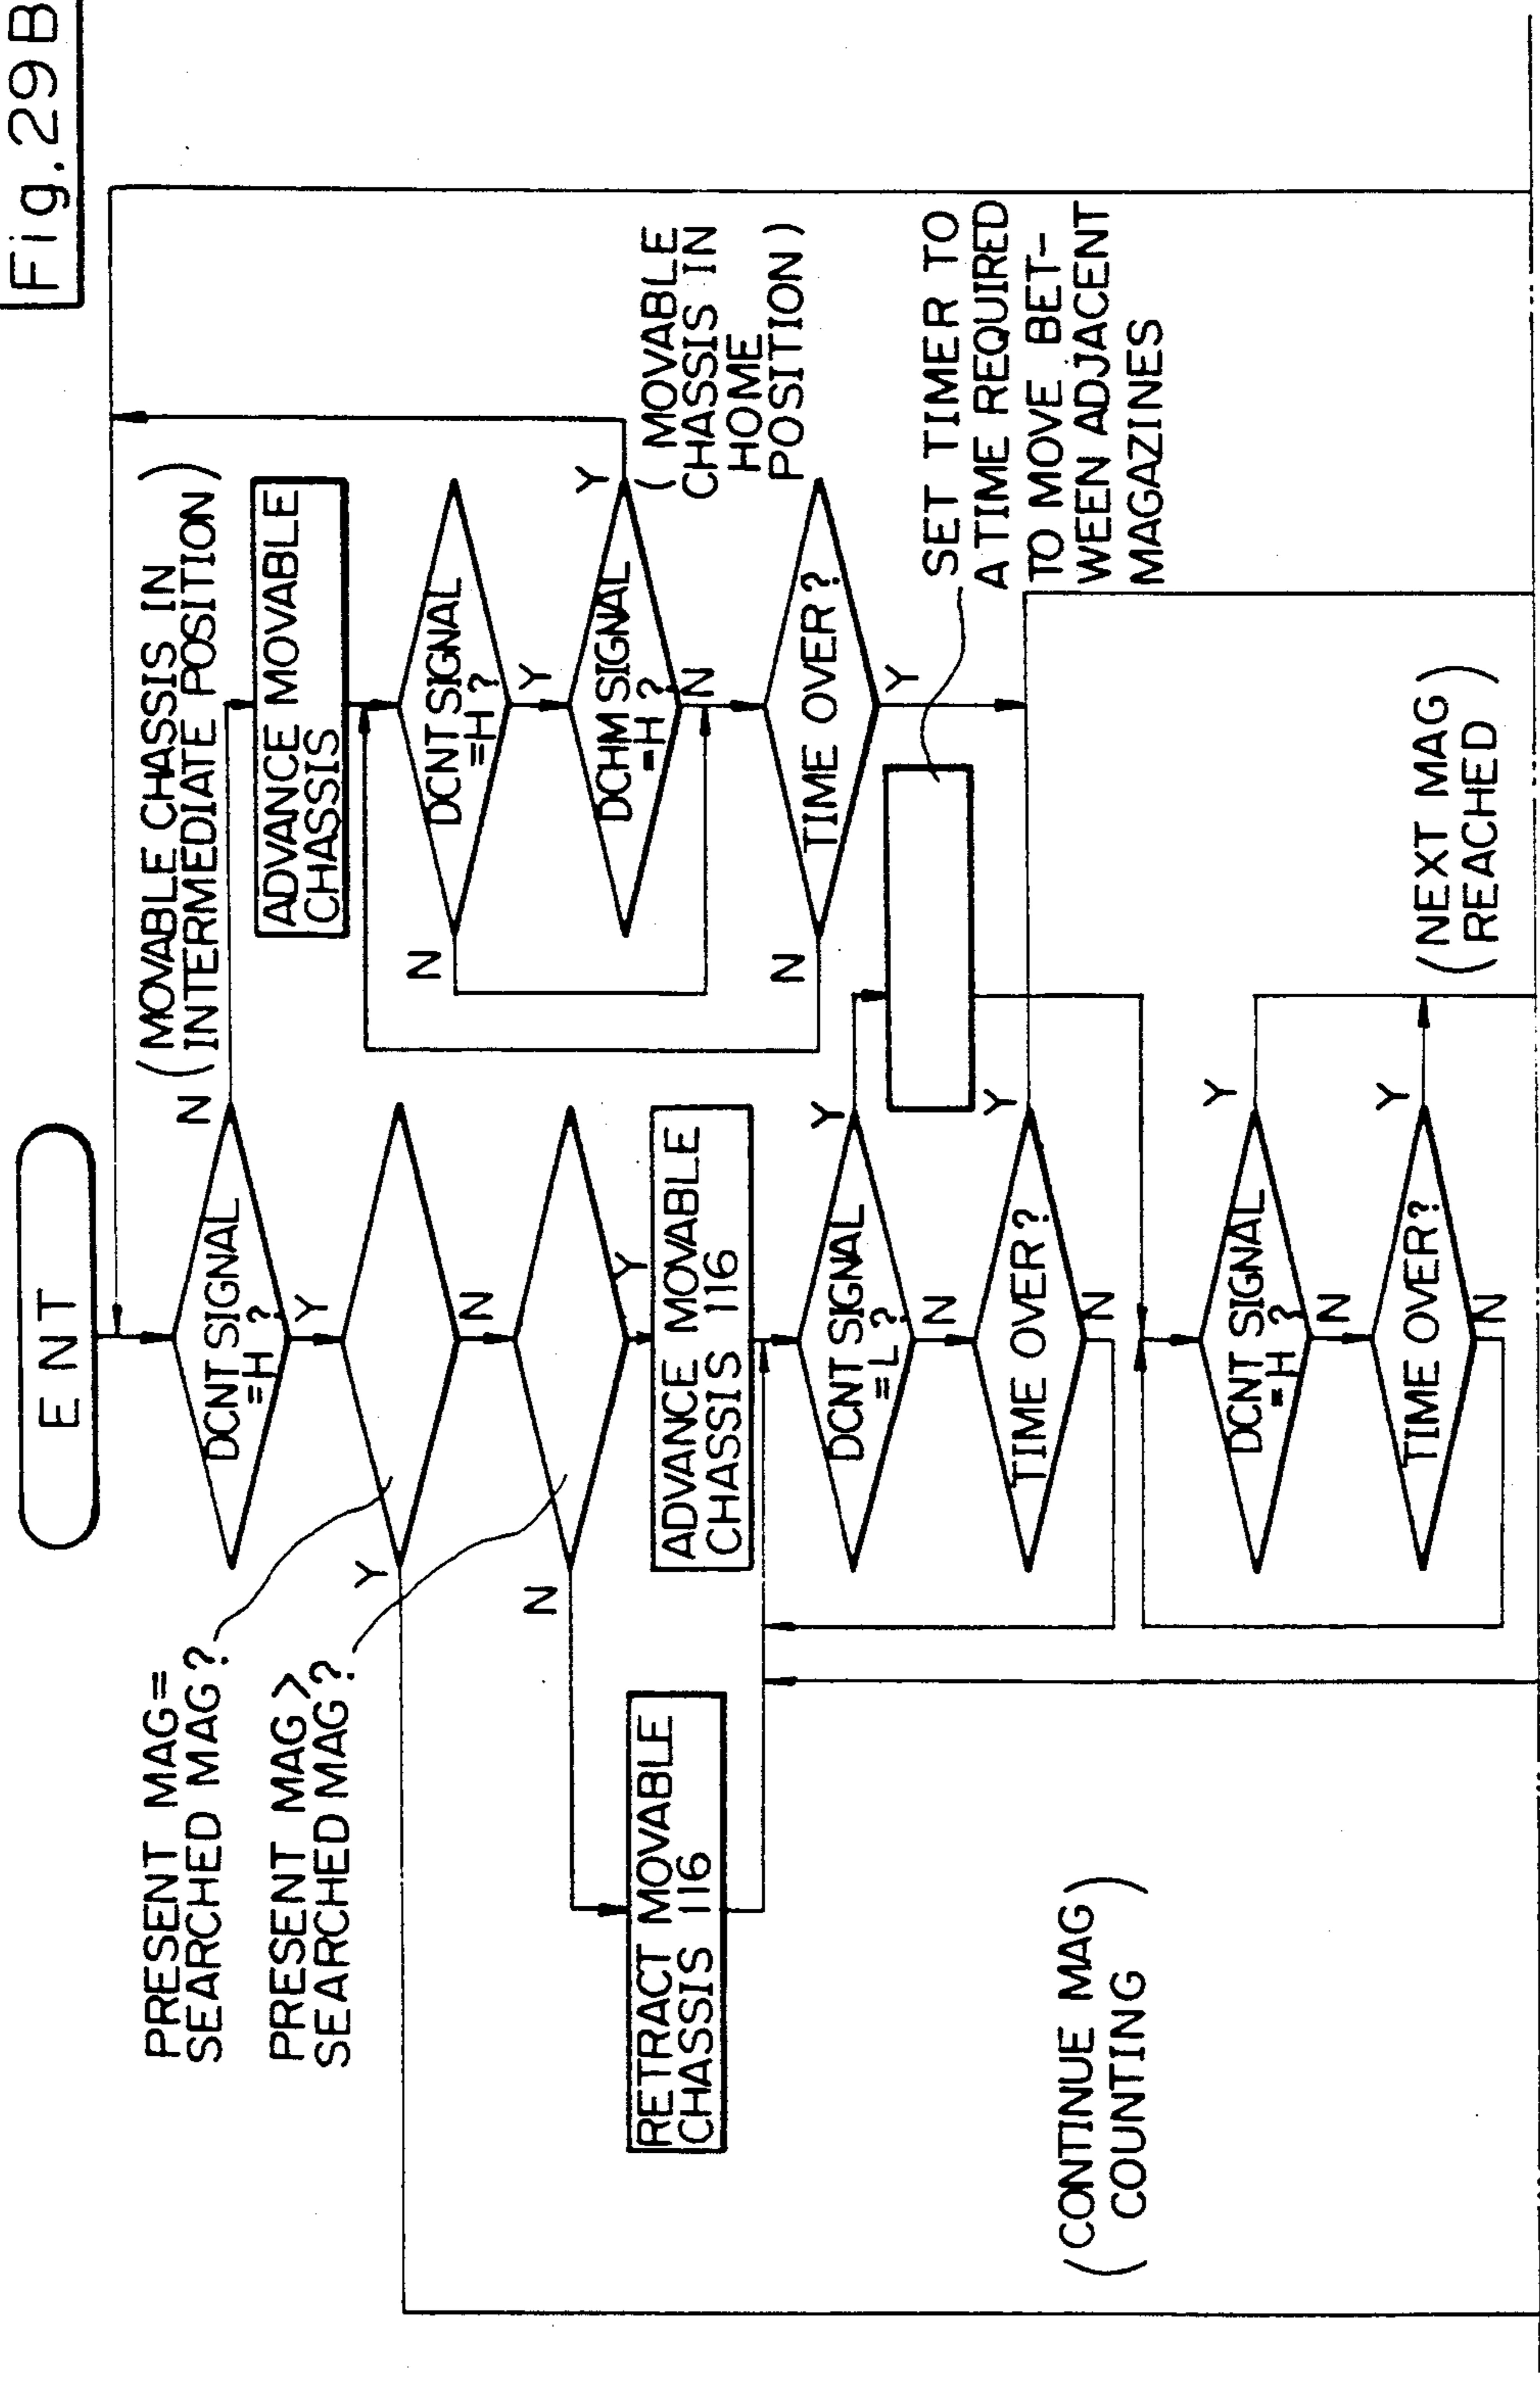 Fig. 29B
ENT
DCNT SIGNAL
=H ?
N
(MOVABLE CHASSIS IN
INTERMEDIATE POSITION)
Y
ADVANCE MOVABLE
CHASSIS
PRESENT MAG=
SEARCHED MAG?
Y
N
DCNT SIGNAL
=H ?
N
Y
PRESENT MAG>
SEARCHED MAG?
N
Y
DCHM SIGNAL
=H ?
Y
N
(MOVABLE
CHASSIS IN
HOME
POSITION)
RETRACT MOVABLE
CHASSIS 116
ADVANCE MOVABLE
CHASSIS 116
TIME OVER?
N
Y
DCNT SIGNAL
=L ?
Y
N
SET TIMER TO
A TIME REQUIRED
TO MOVE BET-
WEEN ADJACENT
MAGAZINES
TIME OVER?
Y
N
(CONTINUE MAG
COUNTING)
DCNT SIGNAL
=H ?
Y
N
TIME OVER?
Y
N
(NEXT MAG
REACHED)